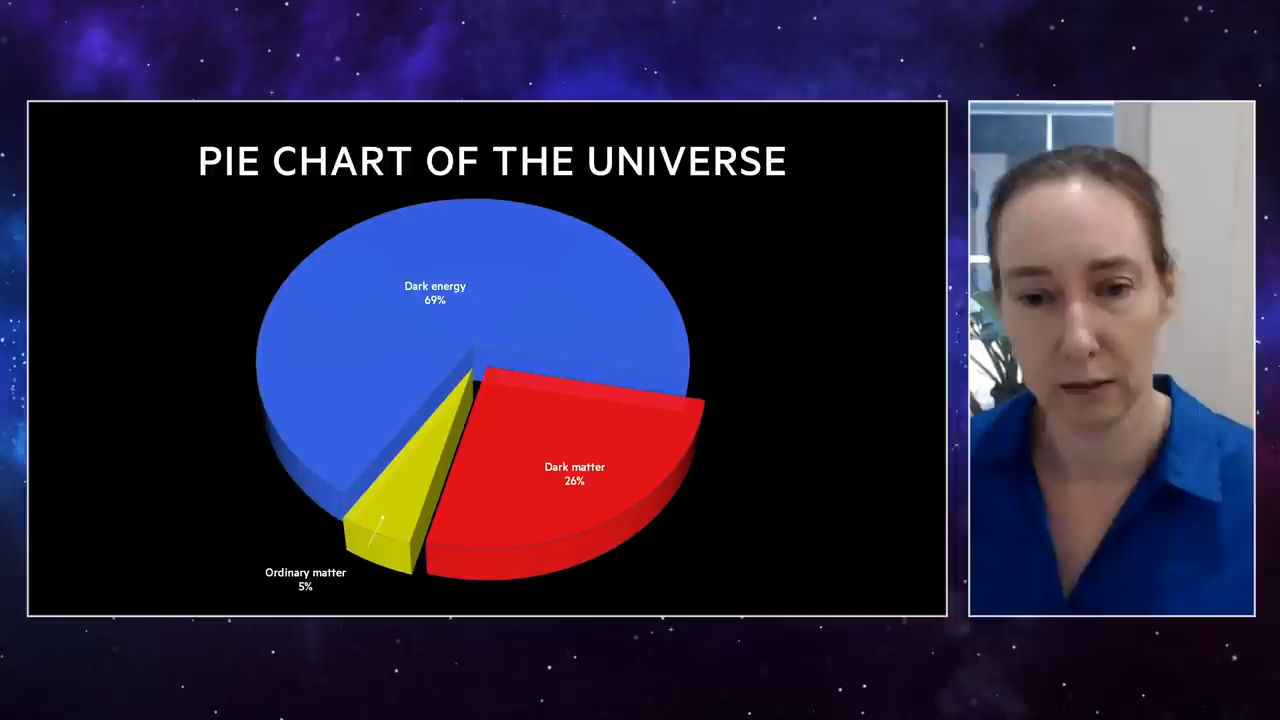 PIE CHART OF THE UNIVERSE
Dark energy
69%
Dark matter
26%
Ordinary matter
5%